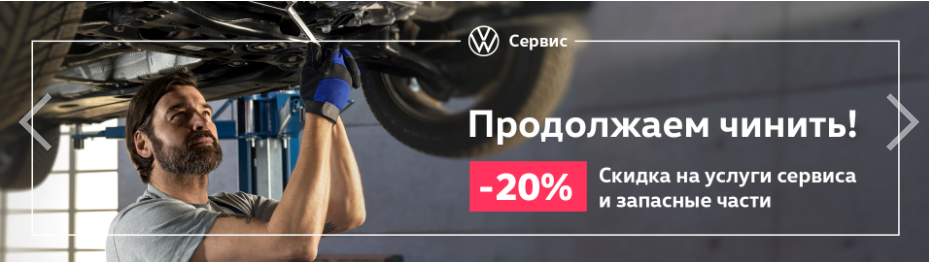 Сервис
Продолжаем чинить!
-20%
Скидка на услуги сервиса
и запасные части